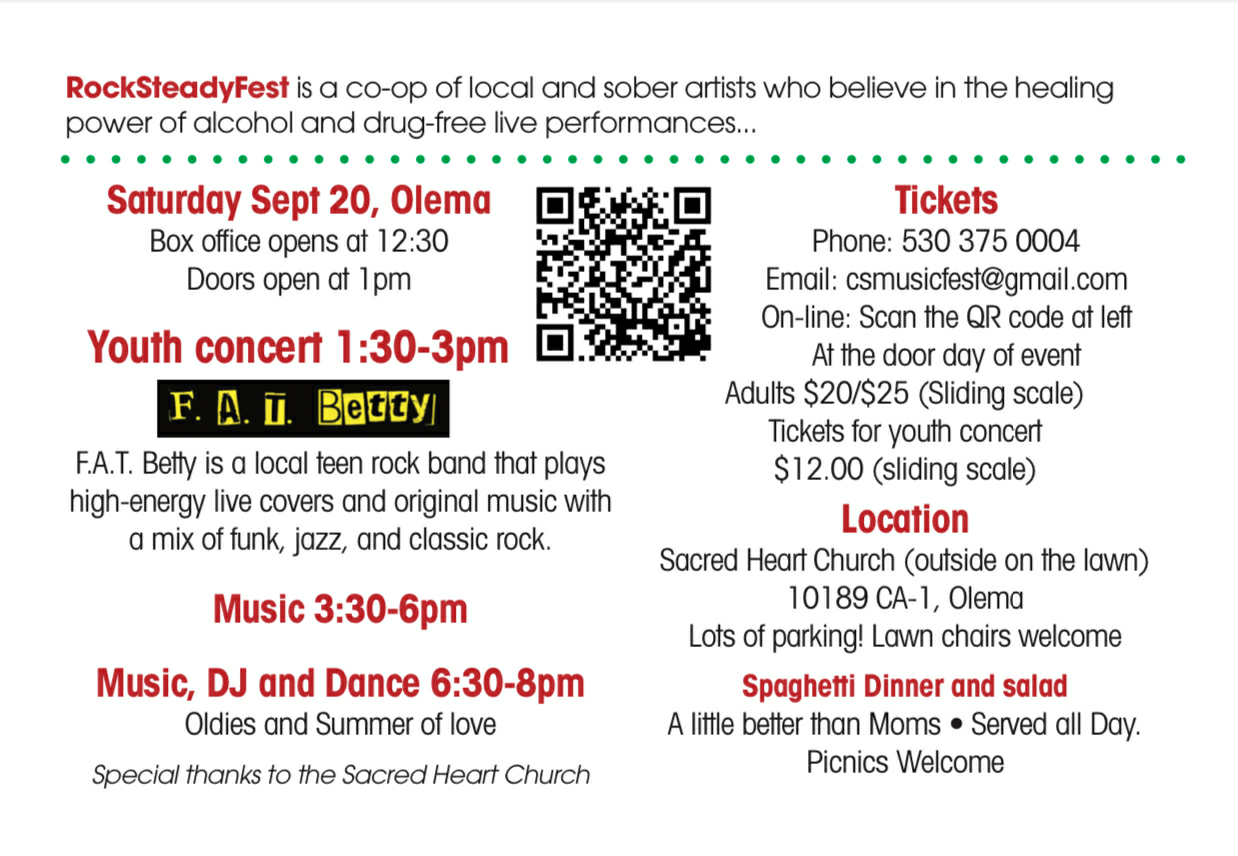 RockSteadyFest is a co-op of local and sober artists who believe in the healing
power of alcohol and drug-free live performances...
Saturday Sept 20, Olema
Box office opens at 12:30
Doors open at 1pm
Youth concert 1:30-3pm
F. A. T. Betty
F.A.T. Betty is a local teen rock band that plays
high-energy live covers and original music with
a mix of funk, jazz, and classic rock.
Music 3:30-6pm
Music, DJ and Dance 6:30-8pm
Oldies and Summer of love
Special thanks to the Sacred Heart Church
Tickets
Phone: 530 375 0004
Email: csmusicfest@gmail.com
On-line: Scan the QR code at left
At the door day of event
Adults $20/$25 (Sliding scale)
Tickets for youth concert
$12.00 (sliding scale)
Location
Sacred Heart Church (outside on the lawn)
10189 CA-1, Olema
Lots of parking! Lawn chairs welcome
Spaghetti Dinner and salad
A little better than Moms • Served all Day.
Picnics Welcome